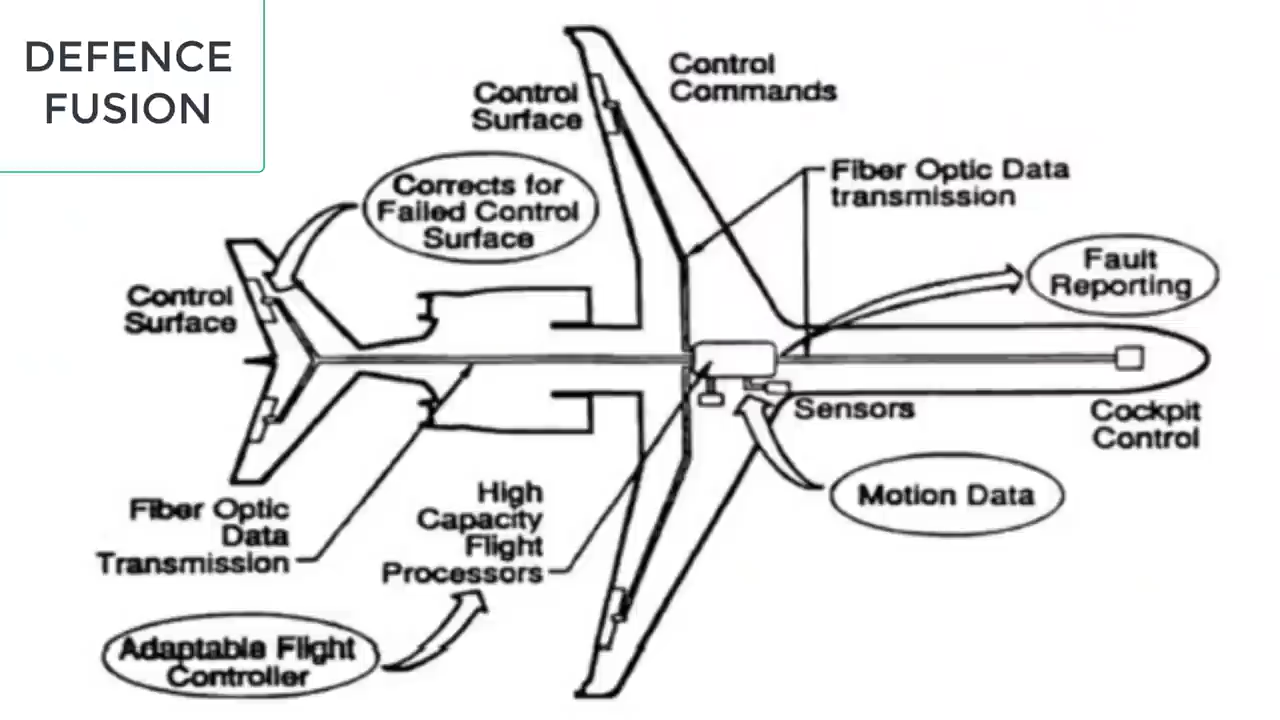 DEFENCE
FUSION
Control
Commands
Control
Surface
Fiber Optic Data
transmission
Corrects for
Failed Control
Surface
Fault
Reporting
Control
Surface
Sensors
Cockpit
Control
Motion Data
High
Capacity
Flight
Processors
Fiber Optic
Data
Transmission
Adaptable Flight
Controller